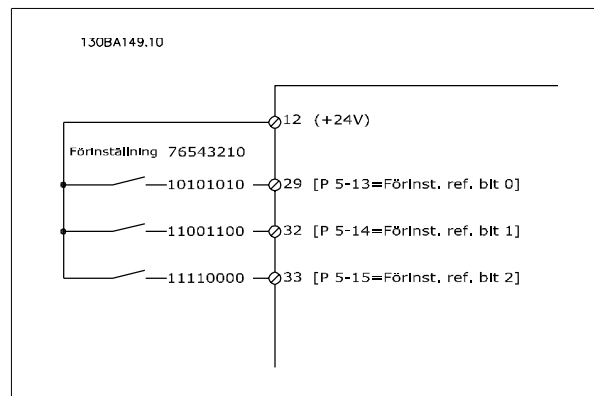 130BA149.10
12 (+24V)
Förinställning 76543210
10101010 29 [P 5-13=Förinst. ref. bit 0]
11001100 32 [P 5-14=Förinst. ref. bit 1]
11110000 33 [P 5-15=Förinst. ref. bit 2]